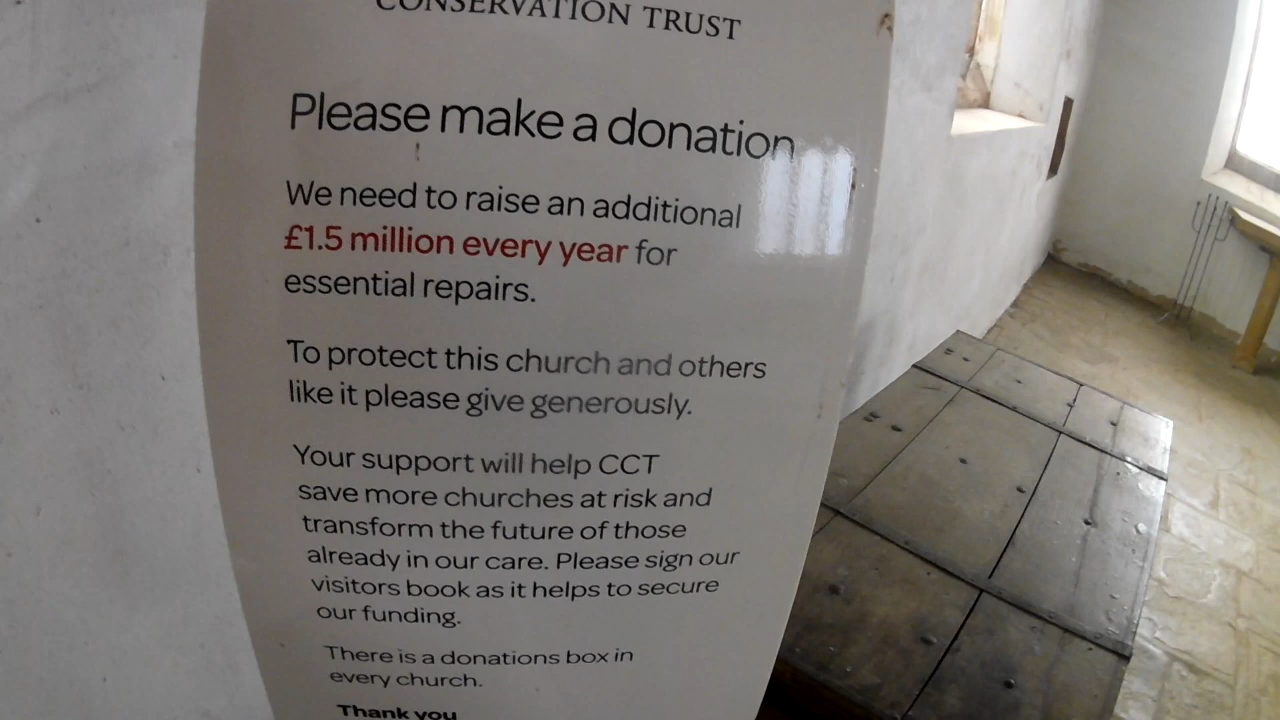 CONSERVATION TRUST
Please make a donation
We need to raise an additional
£1.5 million every year for
essential repairs.
To protect this church and others
like it please give generously.
Your support will help CCT
save more churches at risk and
transform the future of those
already in our care. Please sign our
visitors book as it helps to secure
our funding.
There is a donations box in
every church.
Thank you